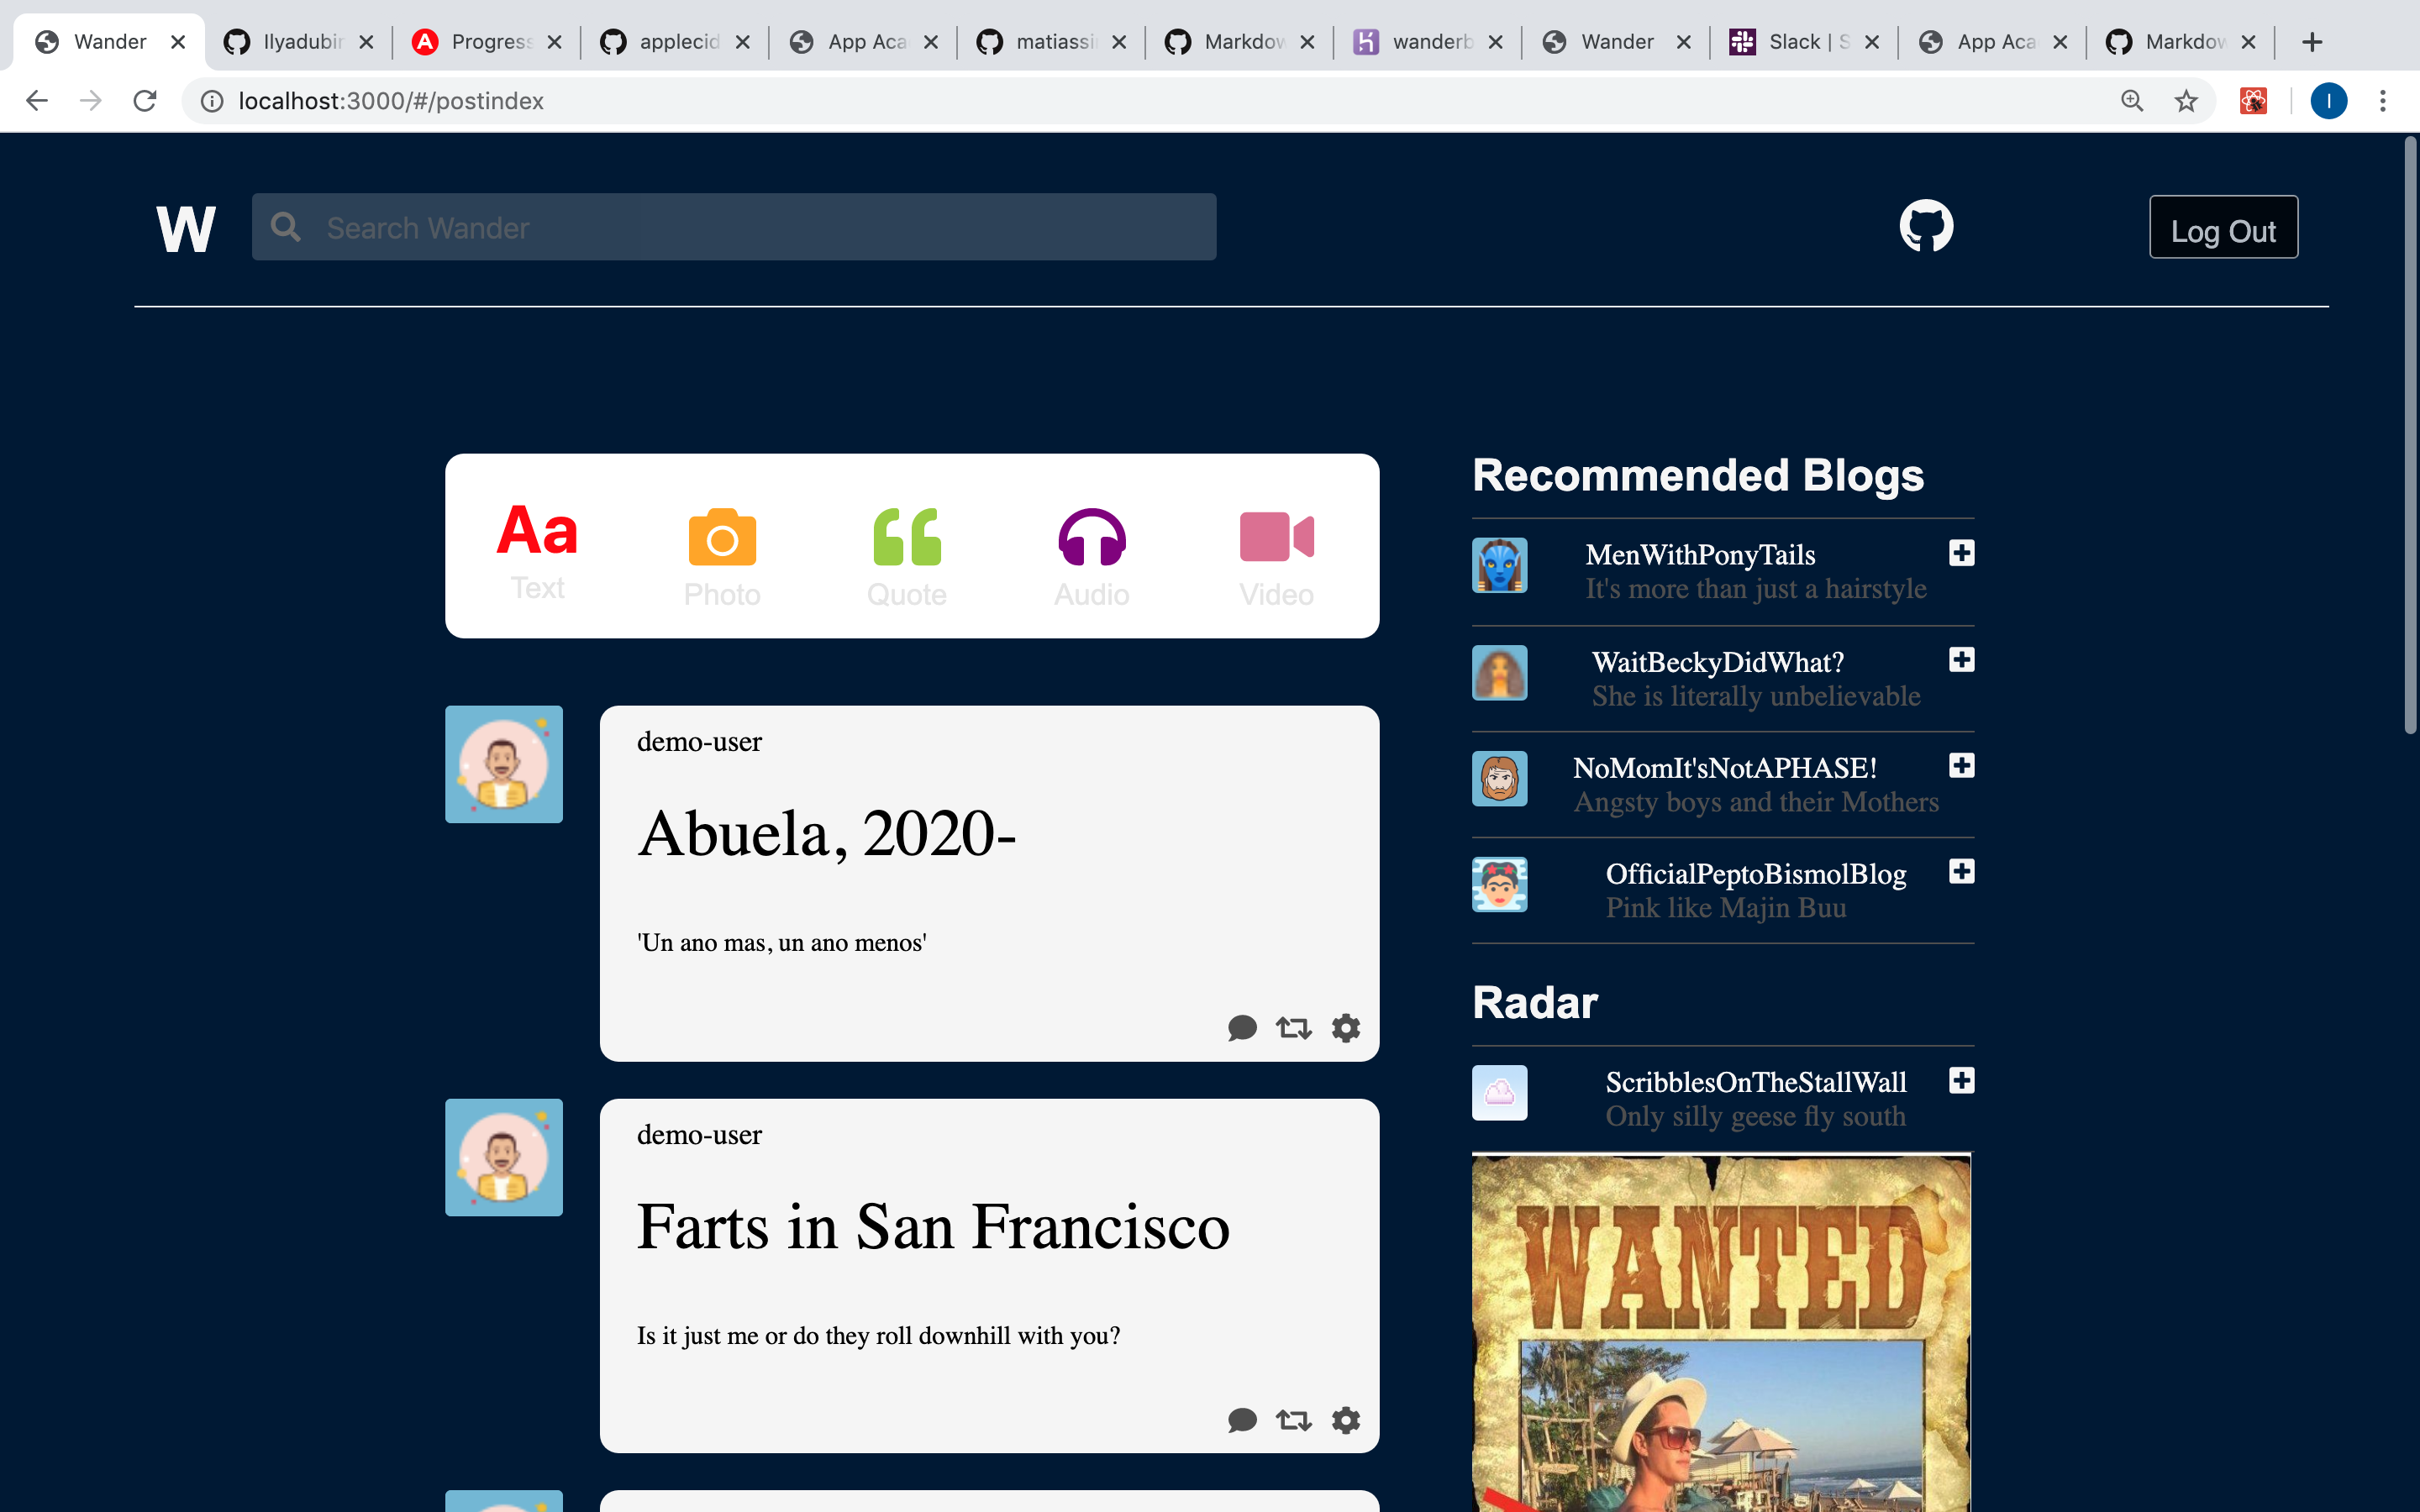 Wander
Ilyadubin
Progress
applecid
App Aca
matiassi
Markdow
wanderb
Wander
Slack | S
App Aca
Markdow
localhost:3000/#/postindex
I
W
Search Wander
Log Out
Aa
Text
Photo
Quote
Audio
Video
demo-user
Abuela, 2020-
'Un ano mas, un ano menos'
demo-user
Farts in San Francisco
Is it just me or do they roll downhill with you?
Recommended Blogs
MenWithPonyTails
It's more than just a hairstyle
WaitBeckyDidWhat?
She is literally unbelievable
NoMomIt'sNotAPHASE!
Angsty boys and their Mothers
OfficialPeptoBismolBlog
Pink like Majin Buu
Radar
ScribblesOnTheStallWall
Only silly geese fly south
WANTED